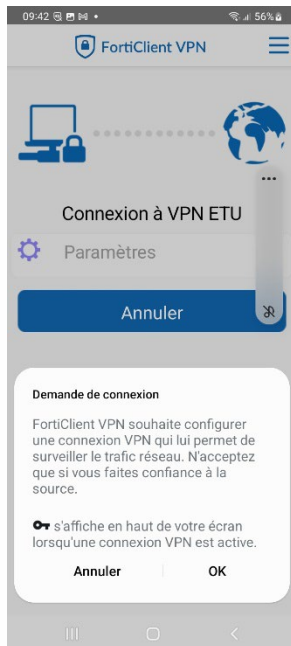 09:42
56%
FortiClient VPN
Connexion à VPN ETU
Paramètres
Annuler
Demande de connexion
FortiClient VPN souhaite configurer
une connexion VPN qui lui permet de
surveiller le trafic réseau. N'acceptez
que si vous faites confiance à la
source.
s'affiche en haut de votre écran
lorsqu'une connexion VPN est active.
Annuler
OK